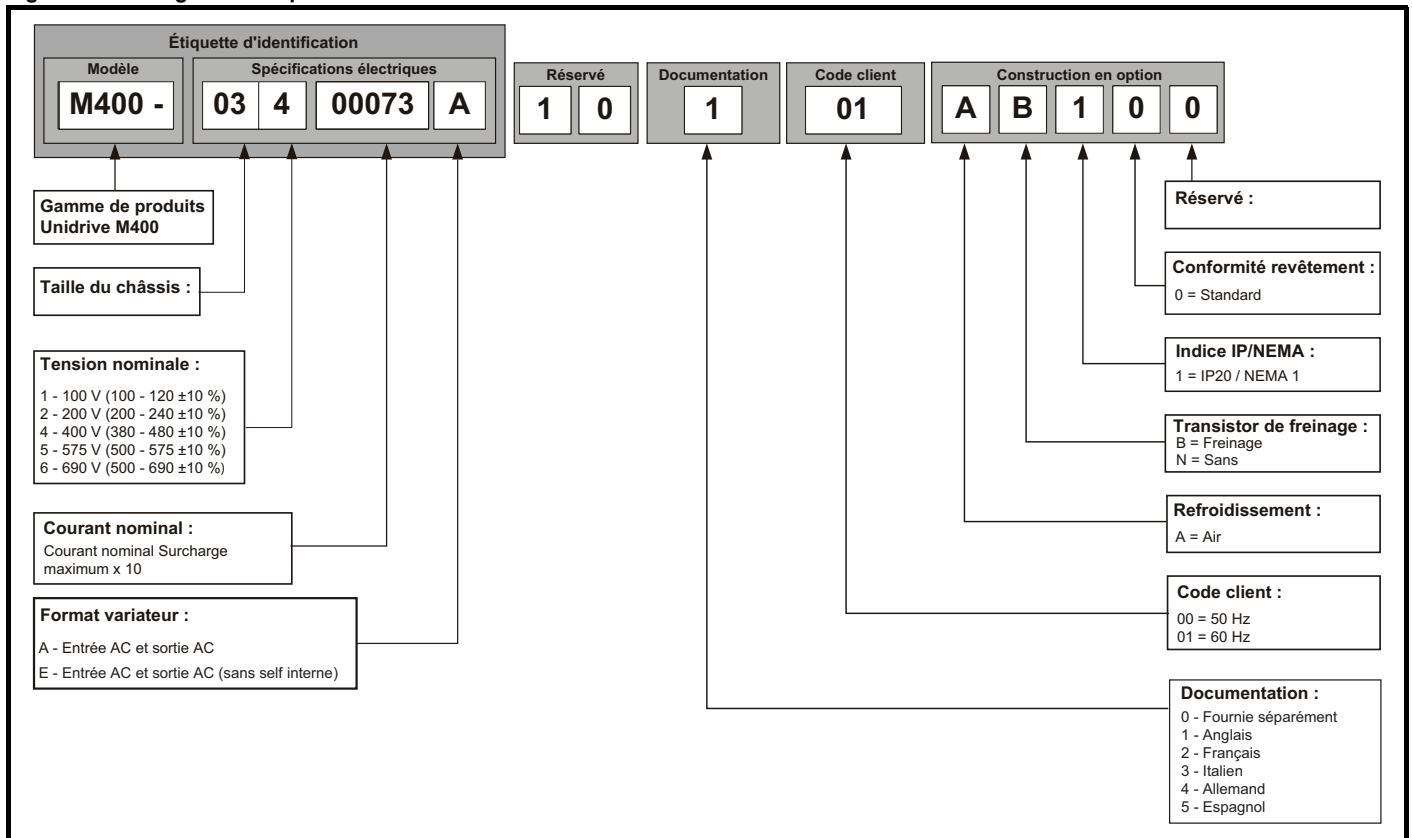 Étiquette d'identification
Modèle
Spécifications électriques
Réservé
Documentation
Code client
Construction en option
M400 -
03 4 00073 A
1 0
1
01
A B 1 0 0
Gamme de produits
Unidrive M400
Taille du châssis :
Tension nominale :
1 - 100 V (100 - 120 ±10 %)
2 - 200 V (200 - 240 ±10 %)
4 - 400 V (380 - 480 ±10 %)
5 - 575 V (500 - 575 ±10 %)
6 - 690 V (500 - 690 ±10 %)
Courant nominal :
Courant nominal Surcharge
maximum x 10
Format variateur :
A - Entrée AC et sortie AC
E - Entrée AC et sortie AC (sans self interne)
Réservé :
Conformité revêtement :
0 = Standard
Indice IP/NEMA :
1 = IP20 / NEMA 1
Transistor de freinage :
B = Freinage
N = Sans
Refroidissement :
A = Air
Code client :
00 = 50 Hz
01 = 60 Hz
Documentation :
0 - Fournie séparément
1 - Anglais
2 - Français
3 - Italien
4 - Allemand
5 - Espagnol